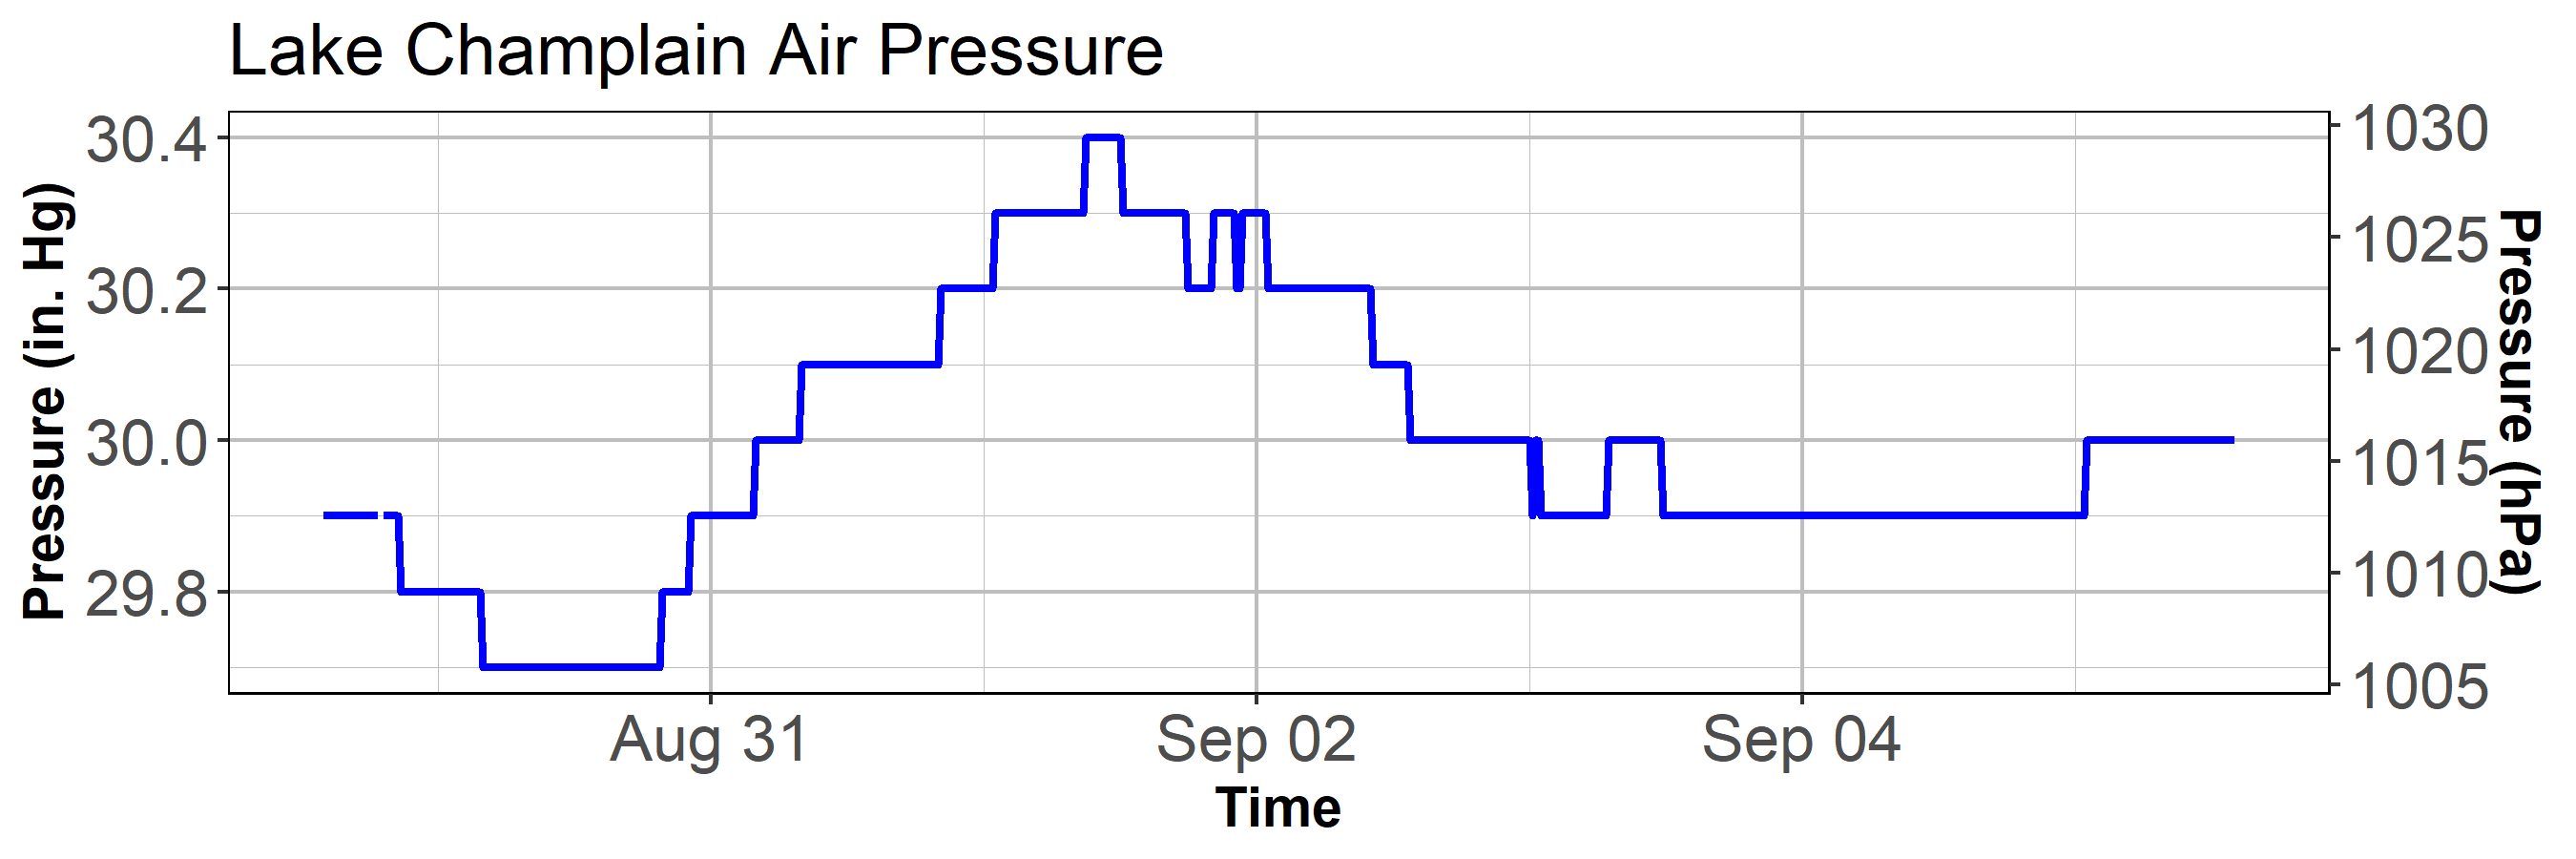 Lake Champlain Air Pressure
Pressure (in. Hg)
30.4
30.2
30.0
29.8
1030
1025
1020
1015
1010
1005
Pressure (hPa)
Aug 31 Sep 02 Sep 04
Time